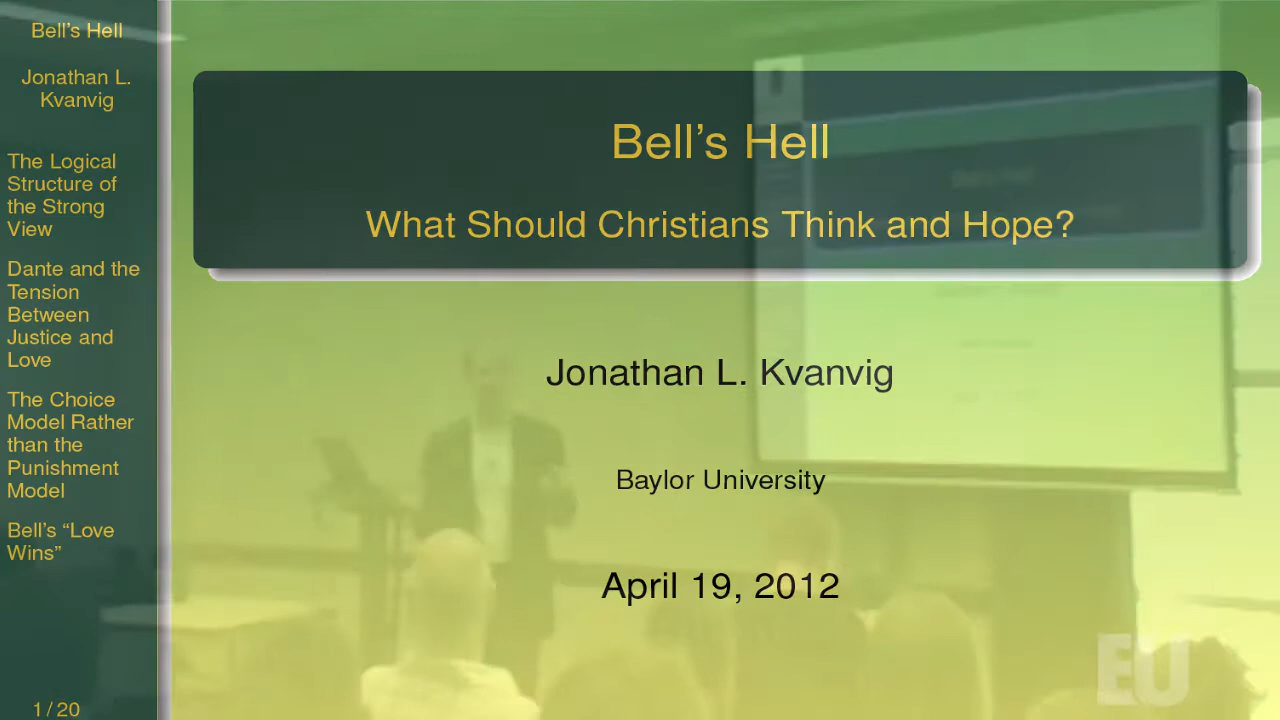 Bell's Hell
Jonathan L.
Kvanvig
The Logical
Structure of
the Strong
View
Dante and the
Tension
Between
Justice and
Love
The Choice
Model Rather
than the
Punishment
Model
Bell's “Love
Wins”
1 / 20
Bell's Hell
What Should Christians Think and Hope?
Jonathan L. Kvanvig
Baylor University
April 19, 2012
EU